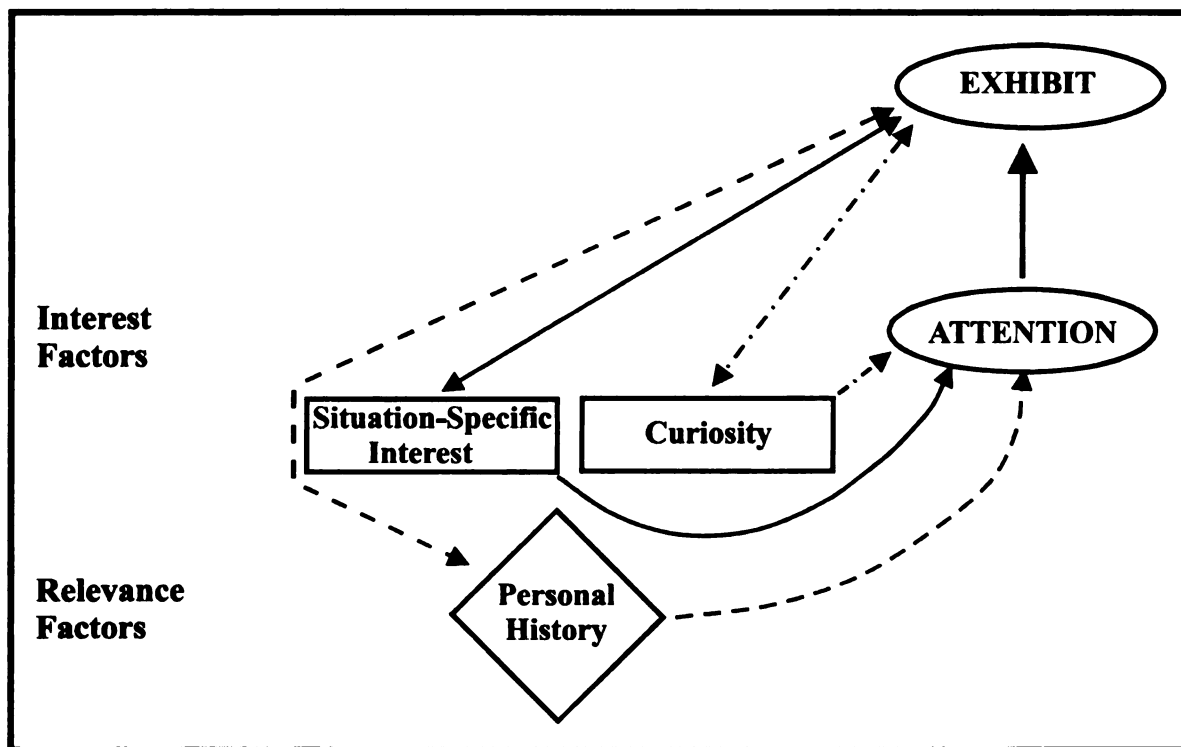 EXHIBIT
Interest
Factors
ATTENTION
Situation-Specific
Interest
Curiosity
Relevance
Factors
Personal
History